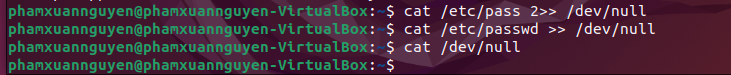 phamxuannguyen@phamxuannguyen-VirtualBox:~$ cat /etc/pass 2>> /dev/null
phamxuannguyen@phamxuannguyen-VirtualBox:~$ cat /etc/passwd >> /dev/null
phamxuannguyen@phamxuannguyen-VirtualBox:~$ cat /dev/null
phamxuannguyen@phamxuannguyen-VirtualBox:~$